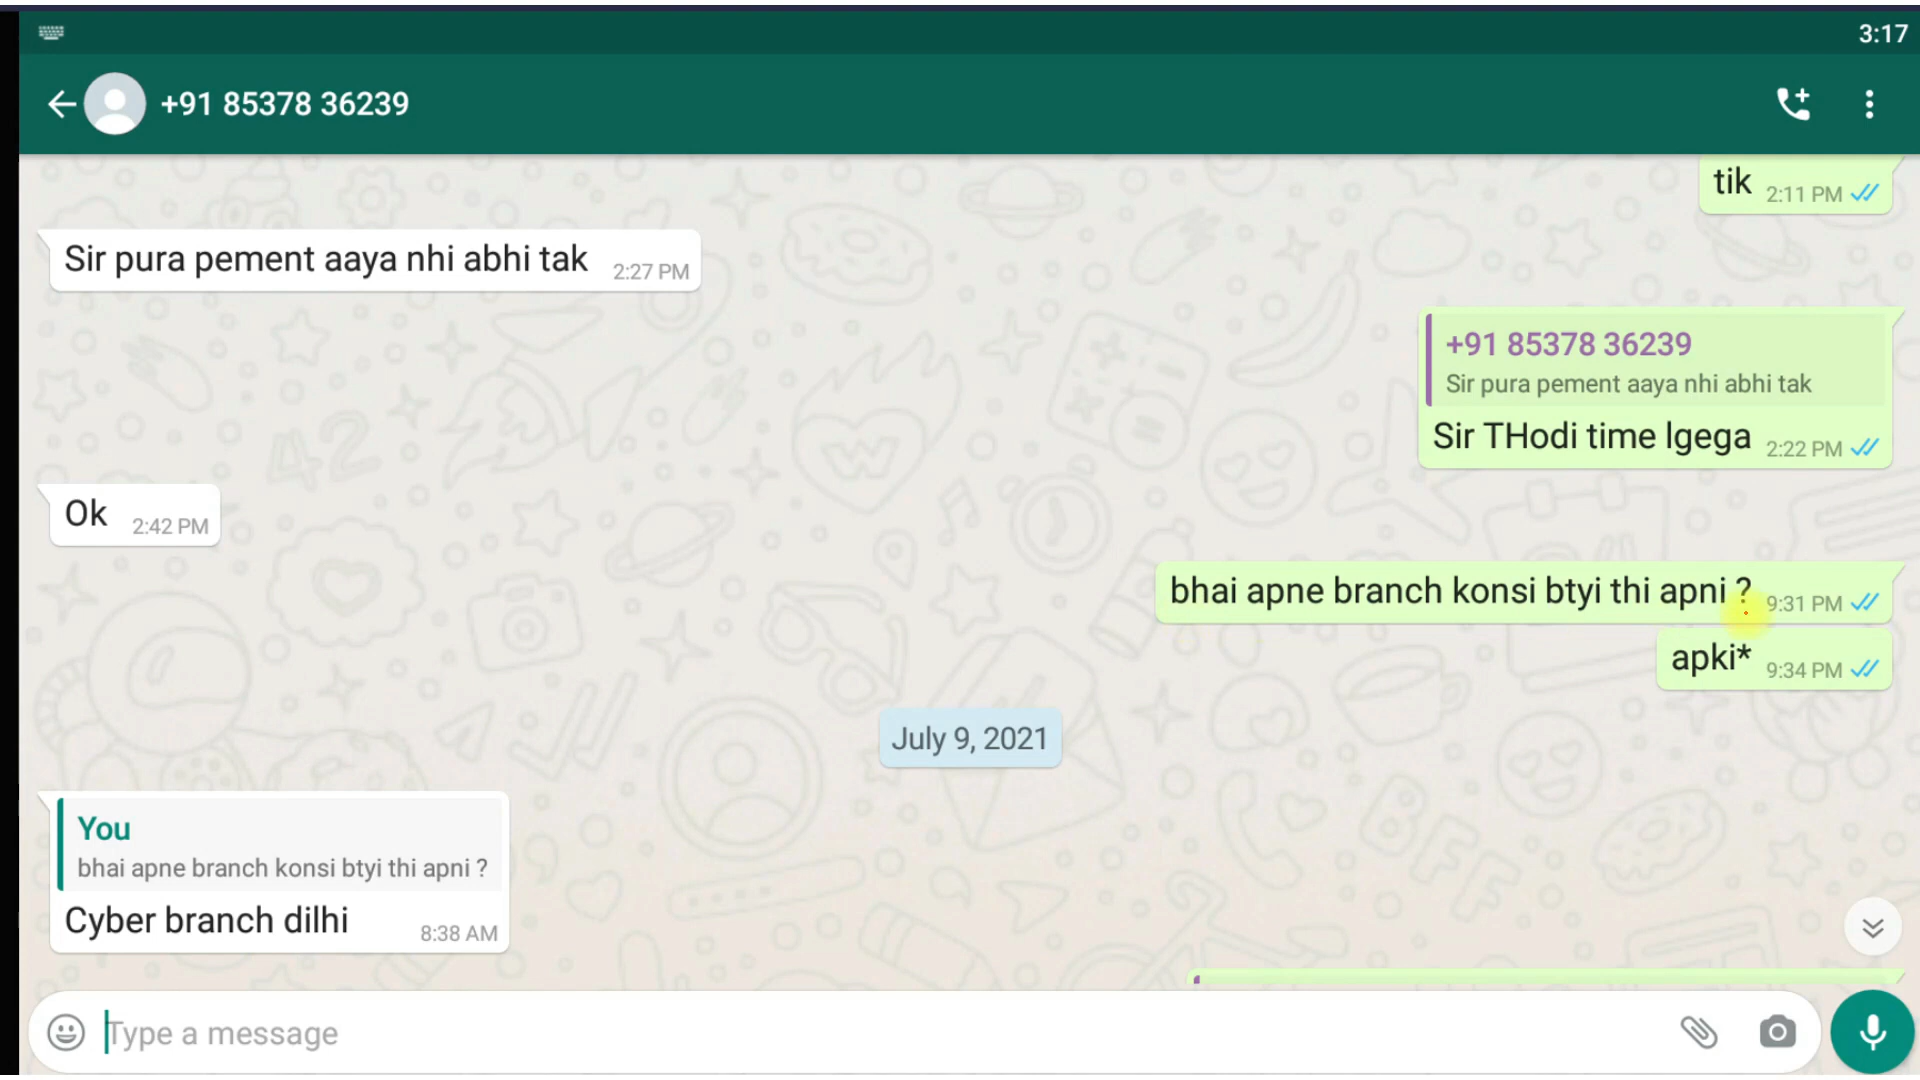 3:17
+91 85378 36239
tik 2:11 PM
Sir pura pement aaya nhi abhi tak 2:27 PM
+91 85378 36239
Sir pura pement aaya nhi abhi tak
Sir THodi time lgega 2:22 PM
Ok 2:42 PM
bhai apne branch konsi btyi thi apni ? 9:31 PM
apki* 9:34 PM
July 9, 2021
You
bhai apne branch konsi btyi thi apni ?
Cyber branch dilhi 8:38 AM
Type a message